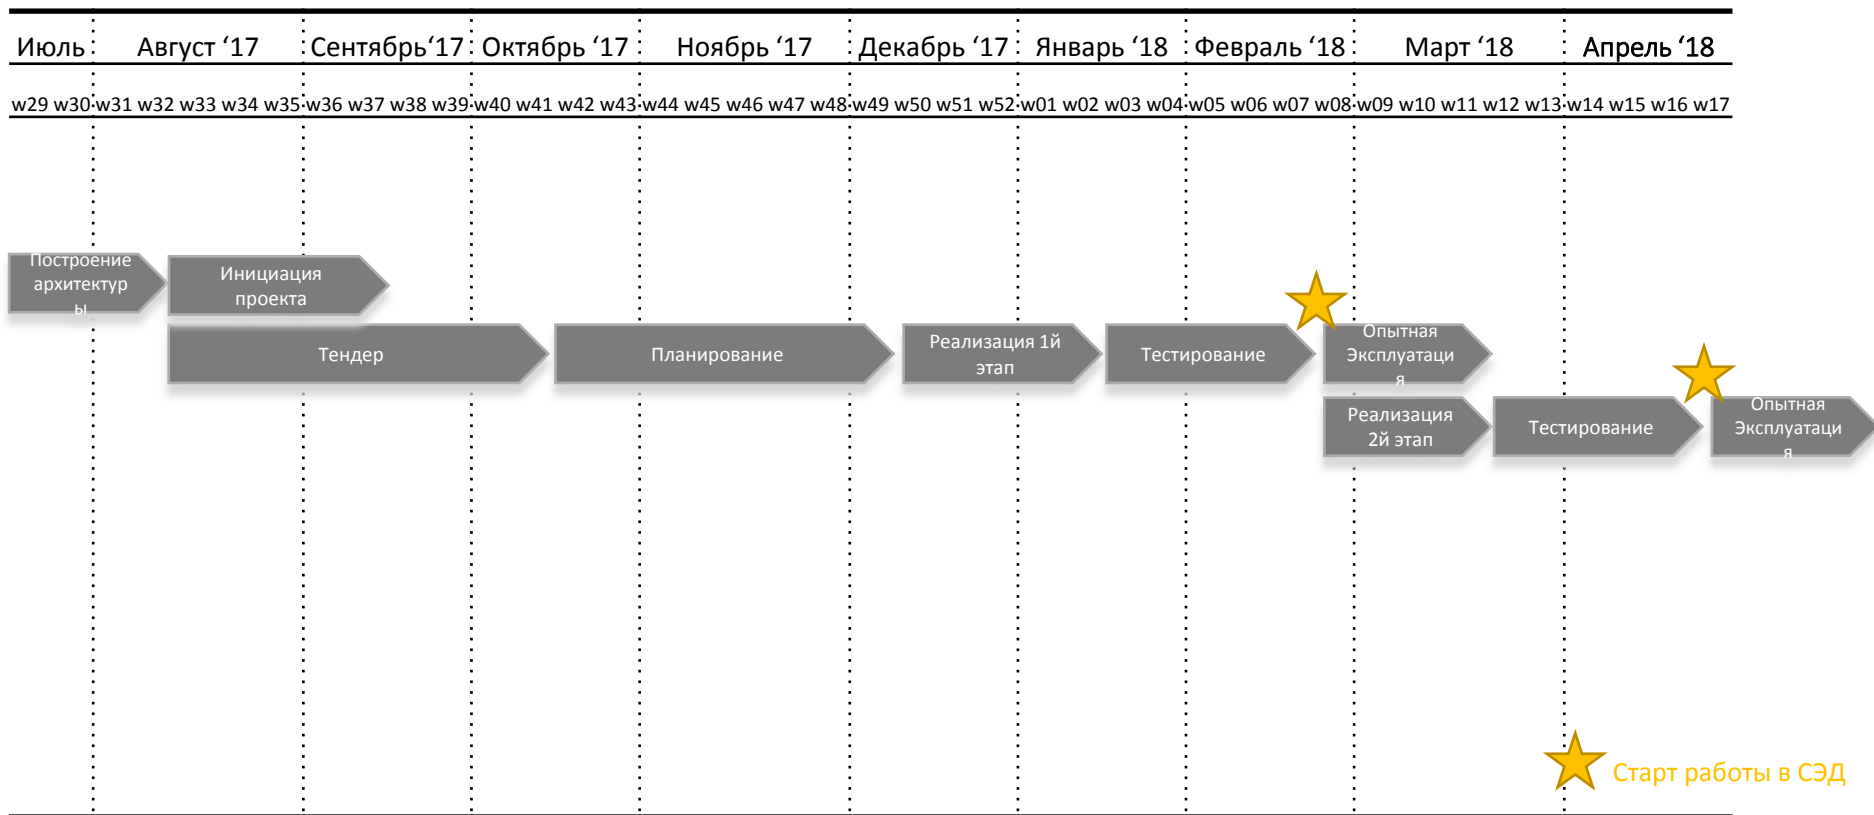 Июль Август ‘17 Сентябрь‘17 Октябрь ‘17 Ноябрь ‘17 Декабрь ‘17 Январь ‘18 Февраль ‘18 Март ‘18 Апрель ‘18
w29 w30 w31 w32 w33 w34 w35 w36 w37 w38 w39 w40 w41 w42 w43 w44 w45 w46 w47 w48 w49 w50 w51 w52 w01 w02 w03 w04 w05 w06 w07 w08 w09 w10 w11 w12 w13 w14 w15 w16 w17
Построение
архитектур
ы
Инициация
проекта
Тендер
Планирование
Реализация 1й
этап
Тестирование
Опытная
Эксплуатаци
я
Реализация
2й этап
Тестирование
Опытная
Эксплуатаци
я
Старт работы в СЭД